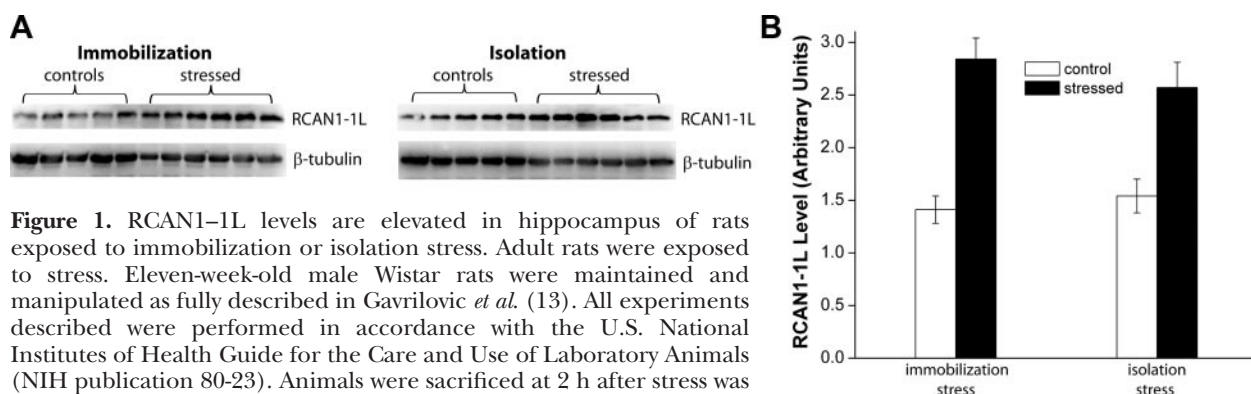 A
Immobilization
controls stressed
RCAN1-1L
β-tubulin
Isolation
controls stressed
RCAN1-1L
β-tubulin
Figure 1. RCAN1–1L levels are elevated in hippocampus of rats
exposed to immobilization or isolation stress. Adult rats were exposed
to stress. Eleven-week-old male Wistar rats were maintained and
manipulated as fully described in Gavrilovic et al. (13). All experiments
described were performed in accordance with the U.S. National
Institutes of Health Guide for the Care and Use of Laboratory Animals
(NIH publication 80-23). Animals were sacrificed at 2 h after stress was
B
RCAN1-1L Level (Arbitrary Units)
3.0
2.5
2.0
1.5
1.0
0.5
0.0
control
stressed
immobilization
stress
isolation
stress